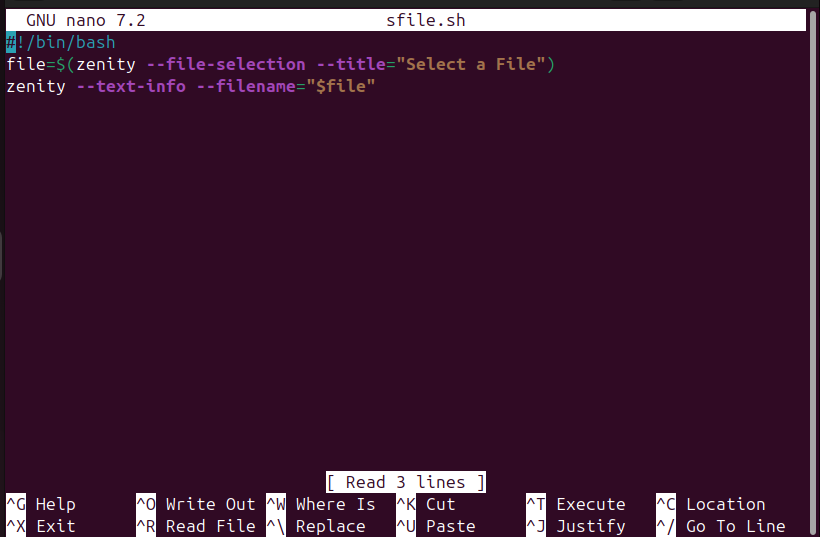 GNU nano 7.2 sfile.sh
#!/bin/bash
file=$(zenity --file-selection --title="Select a File")
zenity --text-info --filename="$file"
[ Read 3 lines ]
^G Help ^O Write Out ^W Where Is ^K Cut ^T Execute ^C Location
^X Exit ^R Read File ^\ Replace ^U Paste ^J Justify ^/ Go To Line